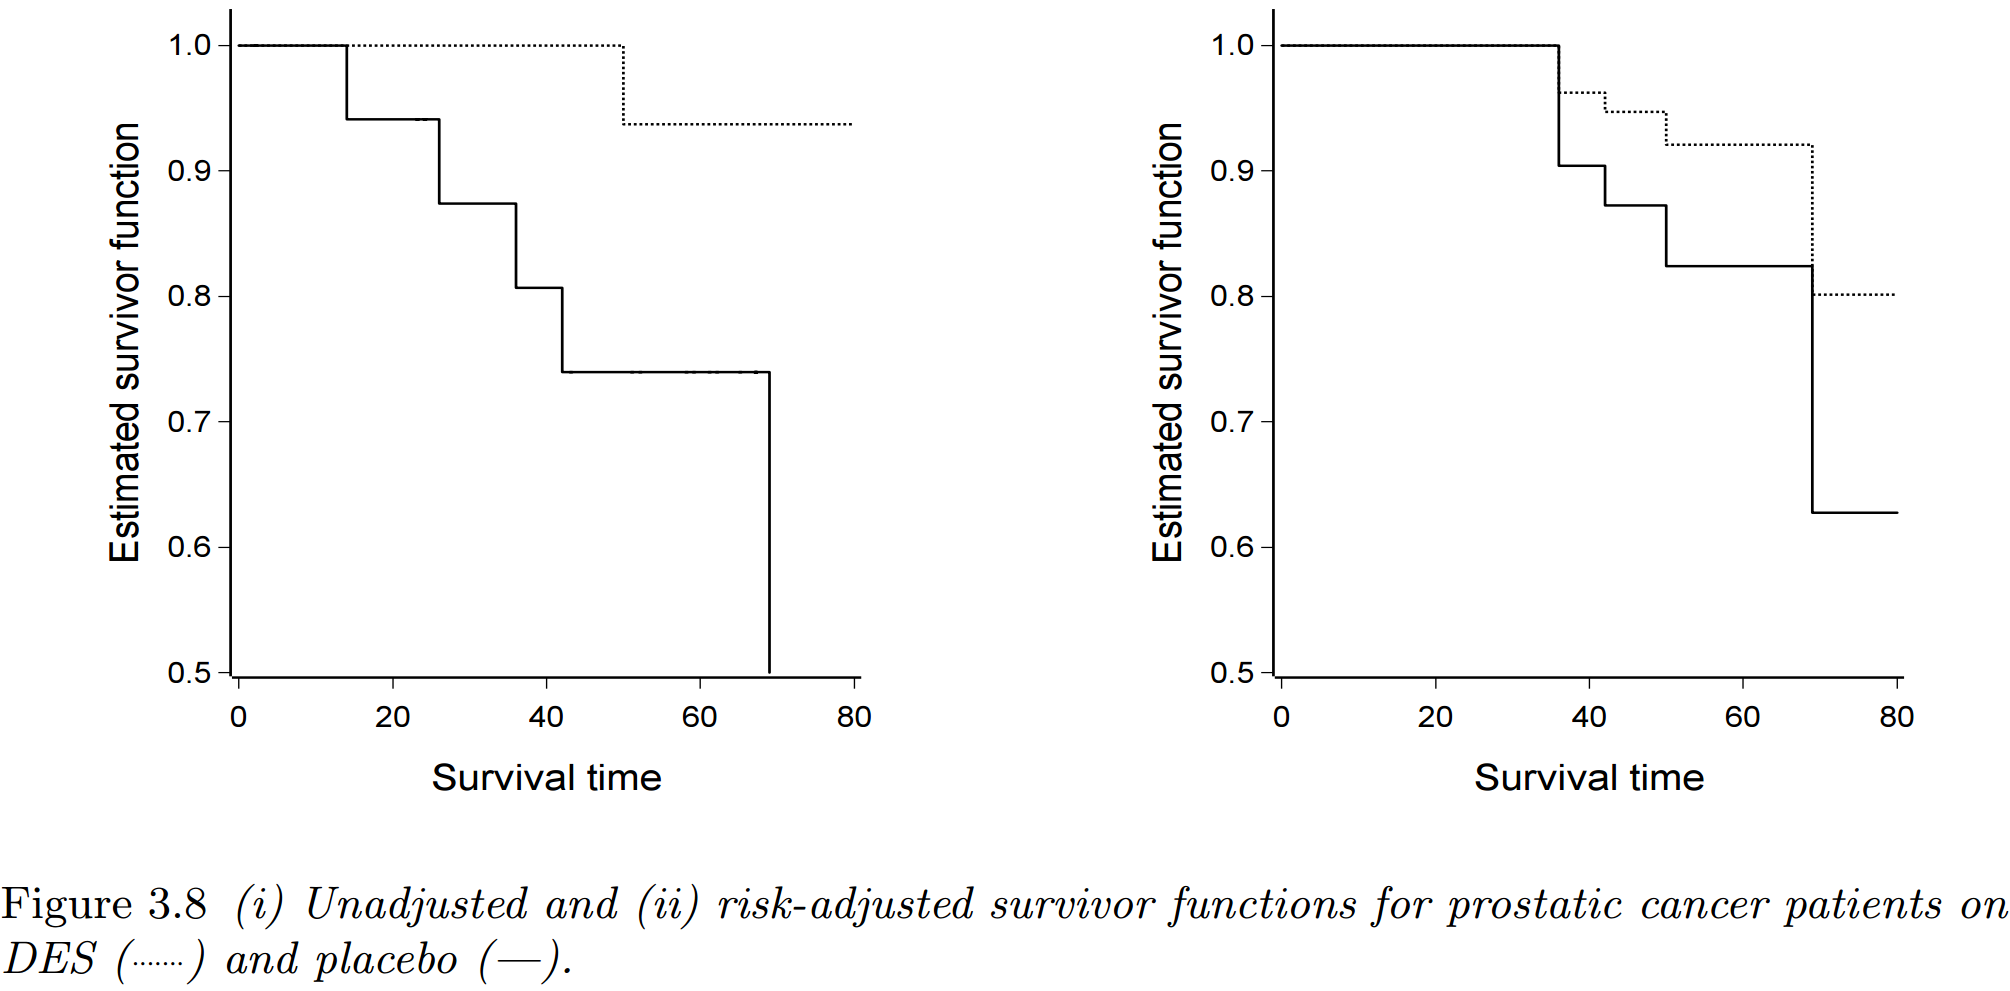 1.0
0.9
0.8
0.7
0.6
0.5
Estimated survivor function
0 20 40 60 80
Survival time
1.0
0.9
0.8
0.7
0.6
0.5
Estimated survivor function
0 20 40 60 80
Survival time
Figure 3.8 (i) Unadjusted and (ii) risk-adjusted survivor functions for prostatic cancer patients on
DES (·······) and placebo (—).